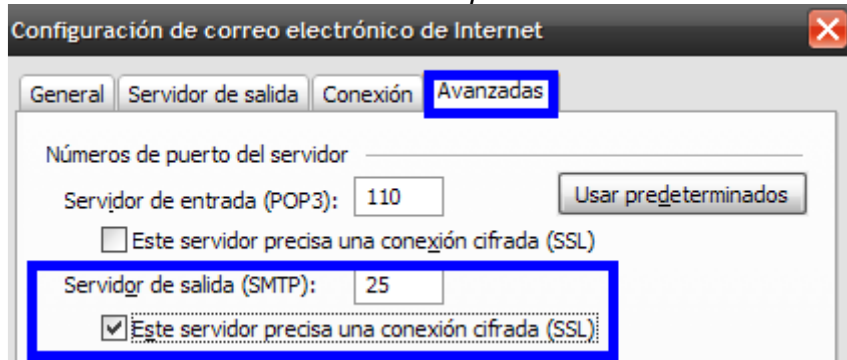 Configuración de correo electrónico de Internet
General Servidor de salida Conexión Avanzadas
Números de puerto del servidor
Servidor de entrada (POP3): 110 Usar predeterminados
Este servidor precisa una conexión cifrada (SSL)
Servidor de salida (SMTP): 25
Este servidor precisa una conexión cifrada (SSL)